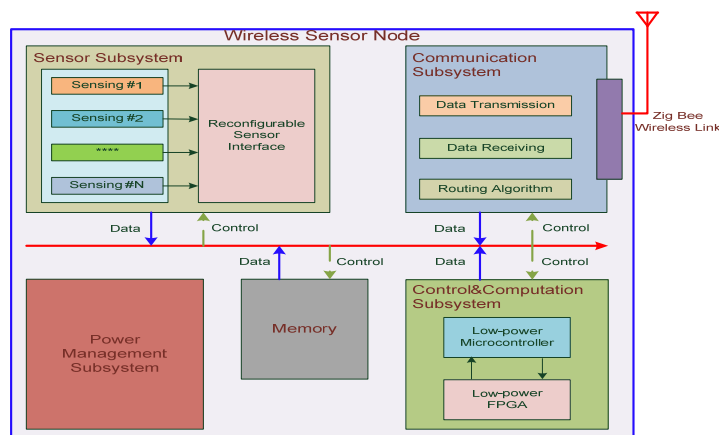 Wireless Sensor Node
Sensor Subsystem
Sensing #1
Sensing #2
****
Sensing #N
Reconfigurable
Sensor
Interface
Communication
Subsystem
Data Transmission
Data Receiving
Routing Algorithm
Zig Bee
Wireless Link
Data
Control
Data
Control
Data
Control
Data
Control
Power
Management
Subsystem
Memory
Control&Computation
Subsystem
Low-power
Microcontroller
Low-power
FPGA